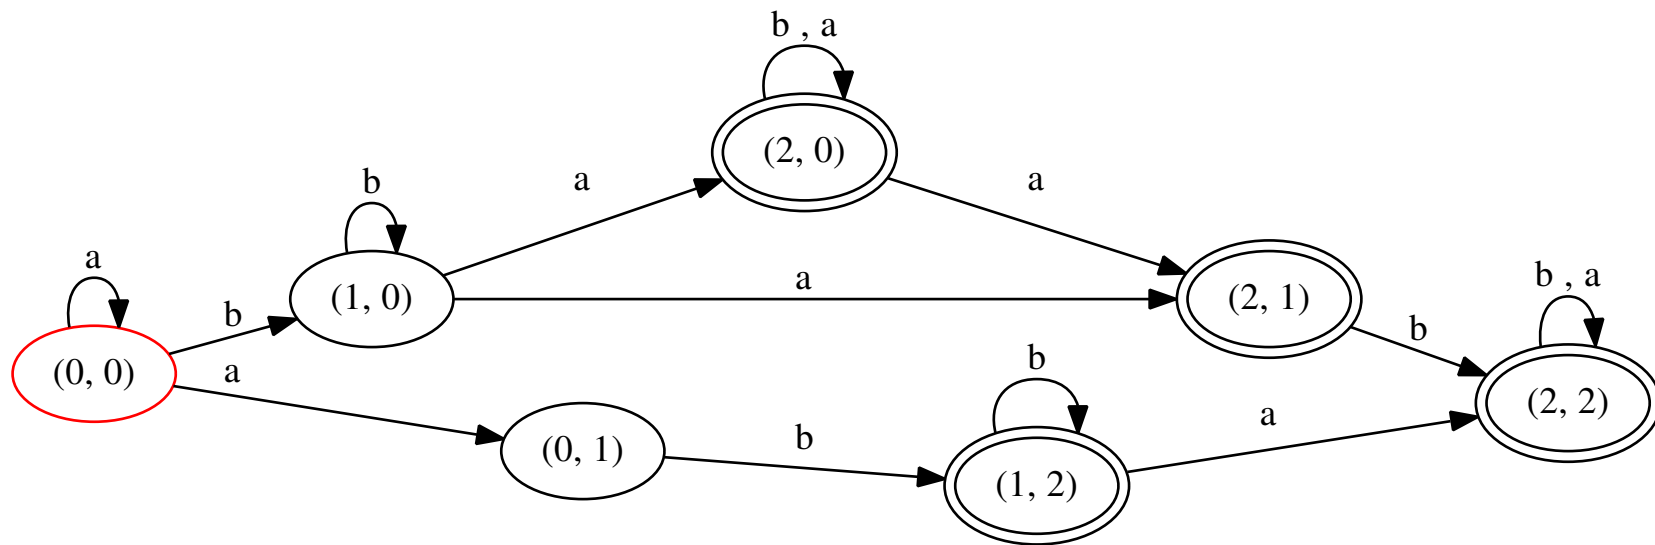 b , a
(2, 0)
a
a
b
(1, 0)
a
(2, 1)
b , a
a
(0, 0)
b
b
(2, 2)
a
b
a
(0, 1)
b
(1, 2)